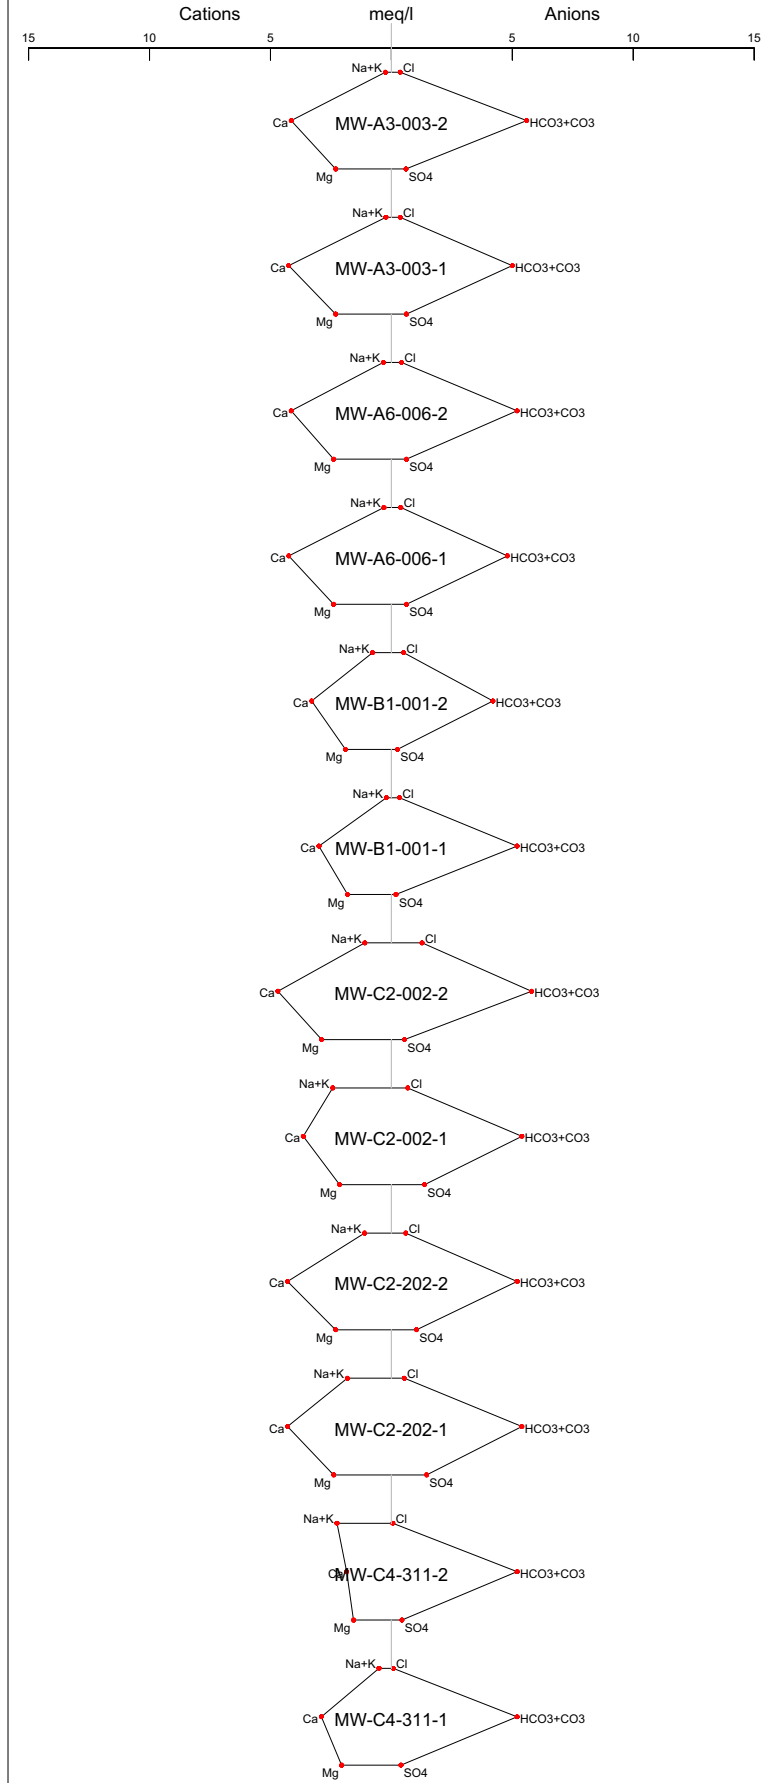 Cations meq/l Anions
15 10 5 5 10 15
Na+K Cl
Ca MW-A3-003-2 HCO3+CO3
Mg SO4
Na+K Cl
Ca MW-A3-003-1 HCO3+CO3
Mg SO4
Na+K Cl
Ca MW-A6-006-2 HCO3+CO3
Mg SO4
Na+K Cl
Ca MW-A6-006-1 HCO3+CO3
Mg SO4
Na+K Cl
Ca MW-B1-001-2 HCO3+CO3
Mg SO4
Na+K Cl
Ca MW-B1-001-1 HCO3+CO3
Mg SO4
Na+K Cl
Ca MW-C2-002-2 HCO3+CO3
Mg SO4
Na+K Cl
Ca MW-C2-002-1 HCO3+CO3
Mg SO4
Na+K Cl
Ca MW-C2-202-2 HCO3+CO3
Mg SO4
Na+K Cl
Ca MW-C2-202-1 HCO3+CO3
Mg SO4
Na+K Cl
Ca MW-C4-311-2 HCO3+CO3
Mg SO4
Na+K Cl
Ca MW-C4-311-1 HCO3+CO3
Mg SO4